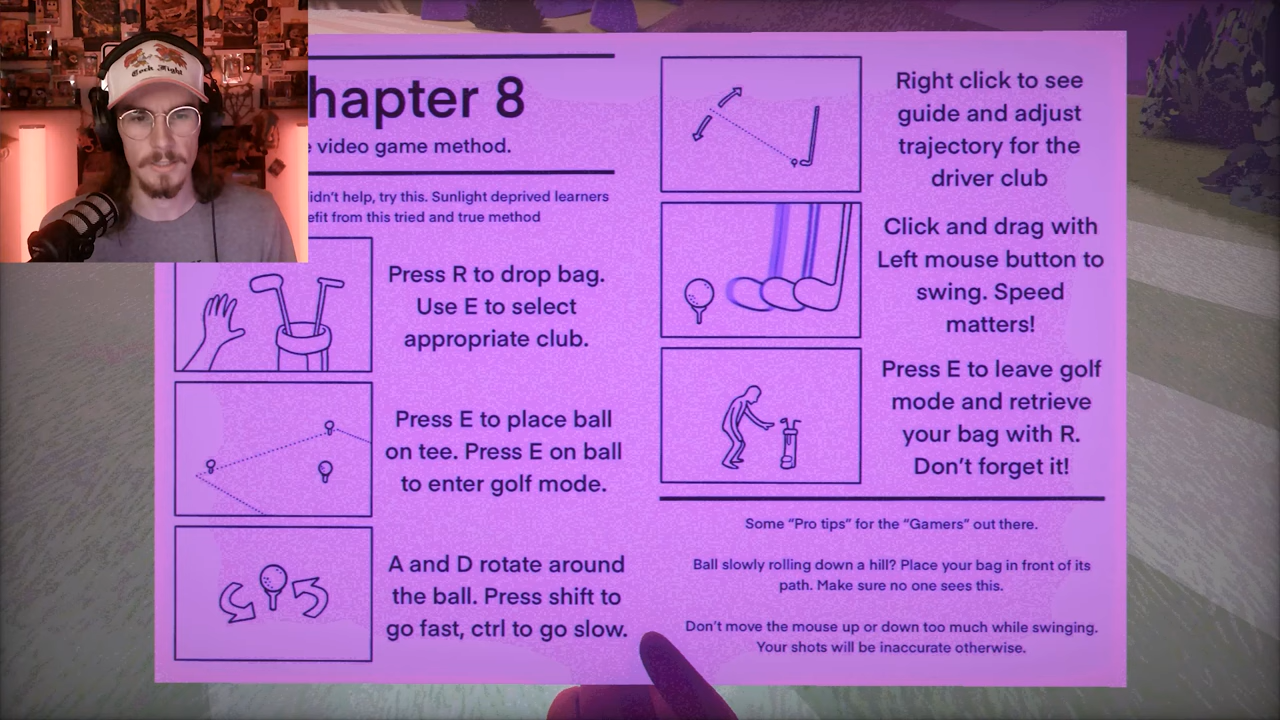 hapter 8
video game method.
idn't help, try this. Sunlight deprived learners
efit from this tried and true method
Press R to drop bag.
Use E to select
appropriate club.
Press E to place ball
on tee. Press E on ball
to enter golf mode.
A and D rotate around
the ball. Press shift to
go fast, ctrl to go slow.
Right click to see
guide and adjust
trajectory for the
driver club
Click and drag with
Left mouse button to
swing. Speed
matters!
Press E to leave golf
mode and retrieve
your bag with R.
Don't forget it!
Some “Pro tips” for the “Gamers” out there.
Ball slowly rolling down a hill? Place your bag in front of its
path. Make sure no one sees this.
Don't move the mouse up or down too much while swinging.
Your shots will be inaccurate otherwise.